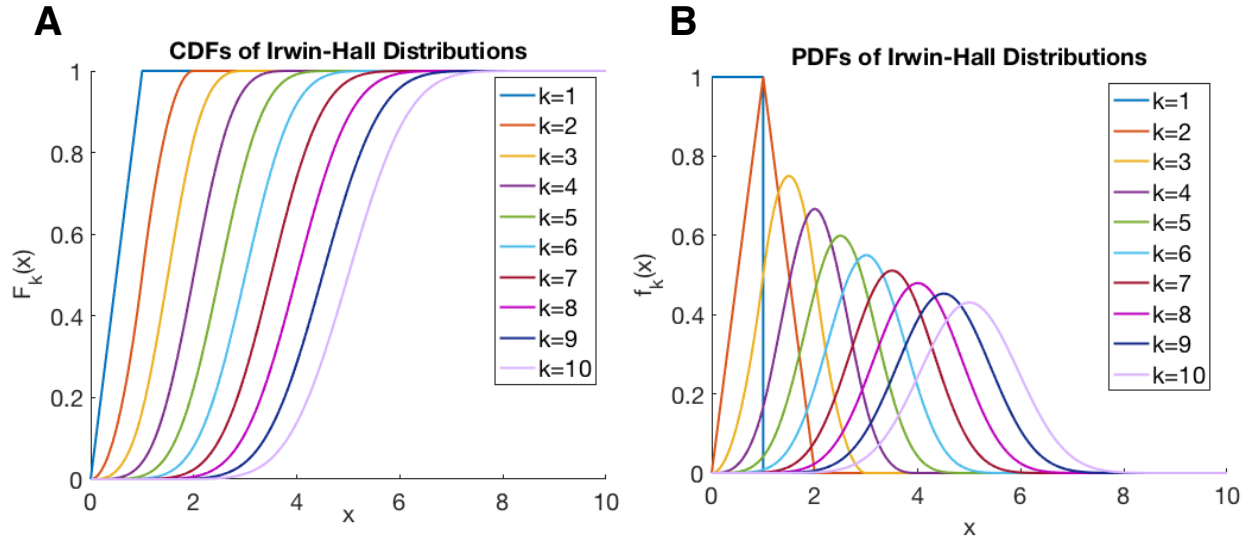 A
CDFs of Irwin-Hall Distributions
1
0.8
0.6
0.4
0.2
0
F_k(x)
0 2 4 6 8 10
x
k=1
k=2
k=3
k=4
k=5
k=6
k=7
k=8
k=9
k=10
B
PDFs of Irwin-Hall Distributions
1
0.8
0.6
0.4
0.2
0
f_k(x)
0 2 4 6 8 10
x
k=1
k=2
k=3
k=4
k=5
k=6
k=7
k=8
k=9
k=10